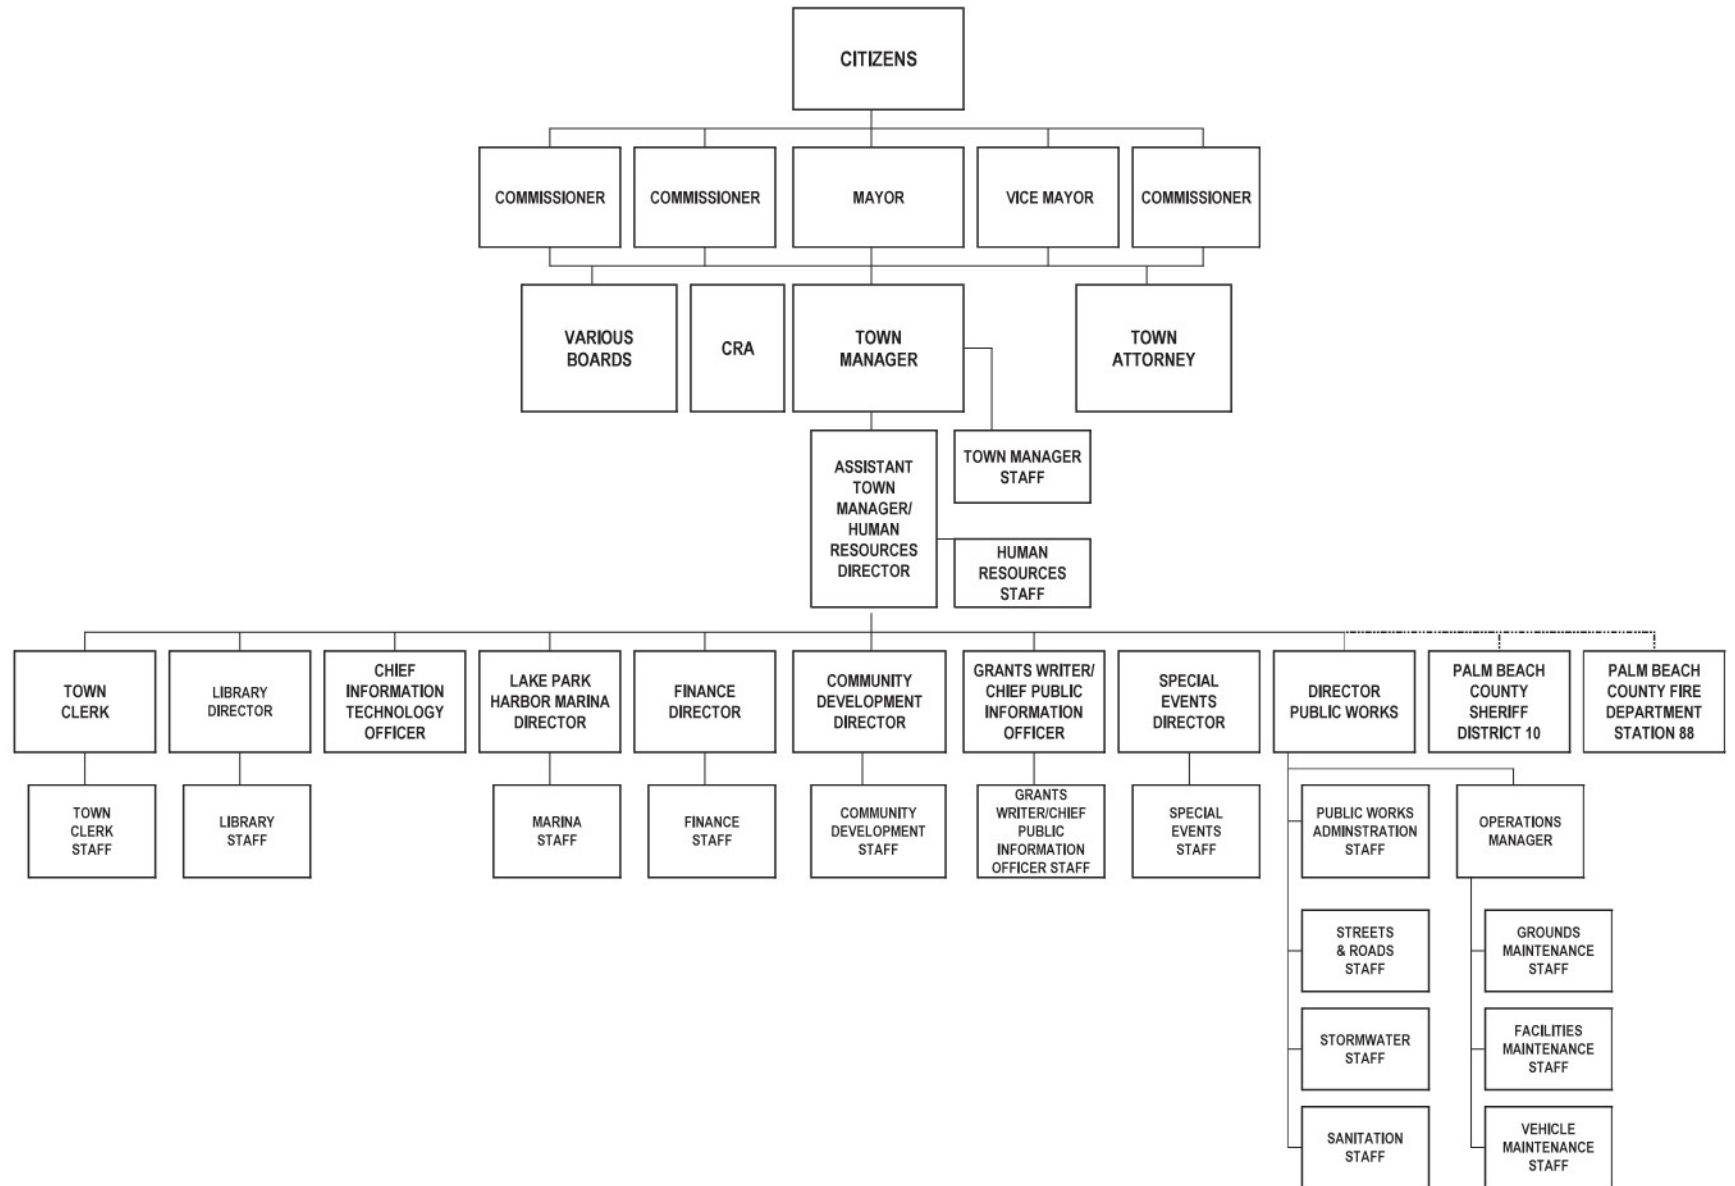 CITIZENS
COMMISSIONER
COMMISSIONER
MAYOR
VICE MAYOR
COMMISSIONER
VARIOUS
BOARDS
CRA
TOWN
MANAGER
TOWN
ATTORNEY
ASSISTANT
TOWN
MANAGER/
HUMAN
RESOURCES
DIRECTOR
TOWN MANAGER
STAFF
HUMAN
RESOURCES
STAFF
TOWN
CLERK
LIBRARY
DIRECTOR
CHIEF
INFORMATION
TECHNOLOGY
OFFICER
LAKE PARK
HARBOR MARINA
DIRECTOR
FINANCE
DIRECTOR
COMMUNITY
DEVELOPMENT
DIRECTOR
GRANTS WRITER/
CHIEF PUBLIC
INFORMATION
OFFICER
SPECIAL
EVENTS
DIRECTOR
DIRECTOR
PUBLIC WORKS
PALM BEACH
COUNTY
SHERIFF
DISTRICT 10
PALM BEACH
COUNTY FIRE
DEPARTMENT
STATION 88
TOWN
CLERK
STAFF
LIBRARY
STAFF
MARINA
STAFF
FINANCE
STAFF
COMMUNITY
DEVELOPMENT
STAFF
GRANTS
WRITER/CHIEF
PUBLIC
INFORMATION
OFFICER STAFF
SPECIAL
EVENTS
STAFF
PUBLIC WORKS
ADMINSTRATION
STAFF
OPERATIONS
MANAGER
STREETS
& ROADS
STAFF
GROUNDS
MAINTENANCE
STAFF
STORMWATER
STAFF
FACILITIES
MAINTENANCE
STAFF
SANITATION
STAFF
VEHICLE
MAINTENANCE
STAFF